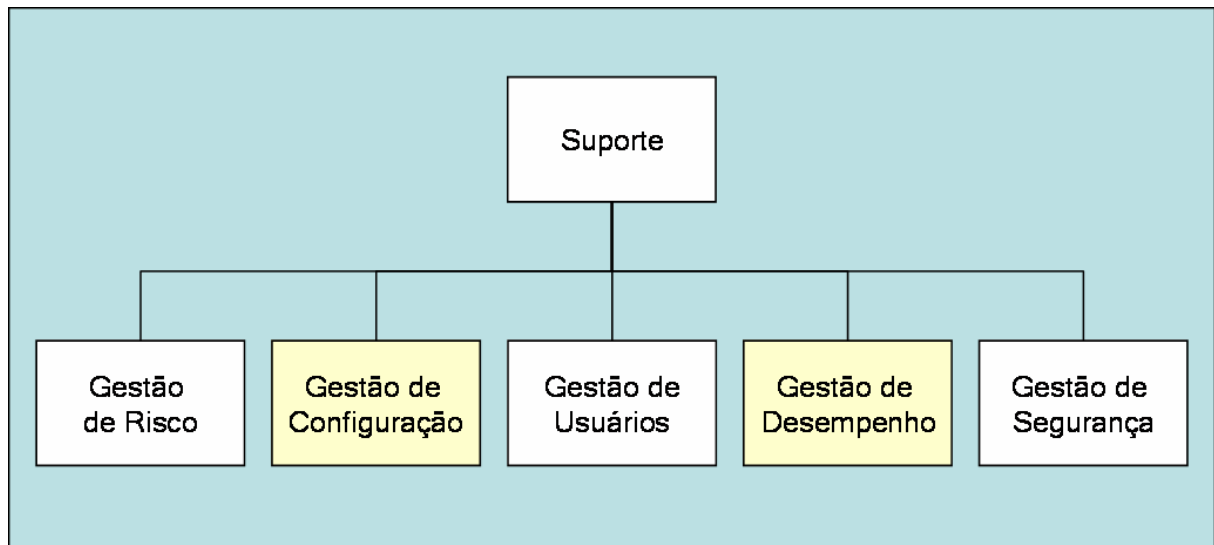 Suporte
Gestão
de Risco
Gestão de
Configuração
Gestão de
Usuários
Gestão de
Desempenho
Gestão de
Segurança